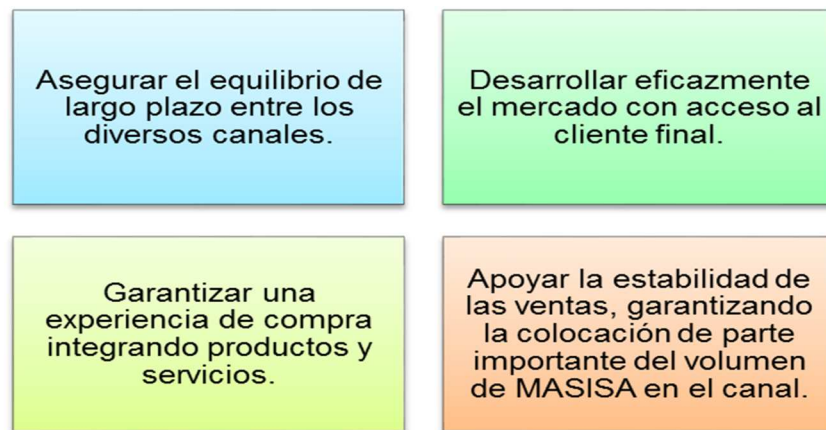 Asegurar el equilibrio de
largo plazo entre los
diversos canales.
Desarrollar eficazmente
el mercado con acceso al
cliente final.
Garantizar una
experiencia de compra
integrando productos y
servicios.
Apoyar la estabilidad de
las ventas, garantizando
la colocación de parte
importante del volumen
de MASISA en el canal.